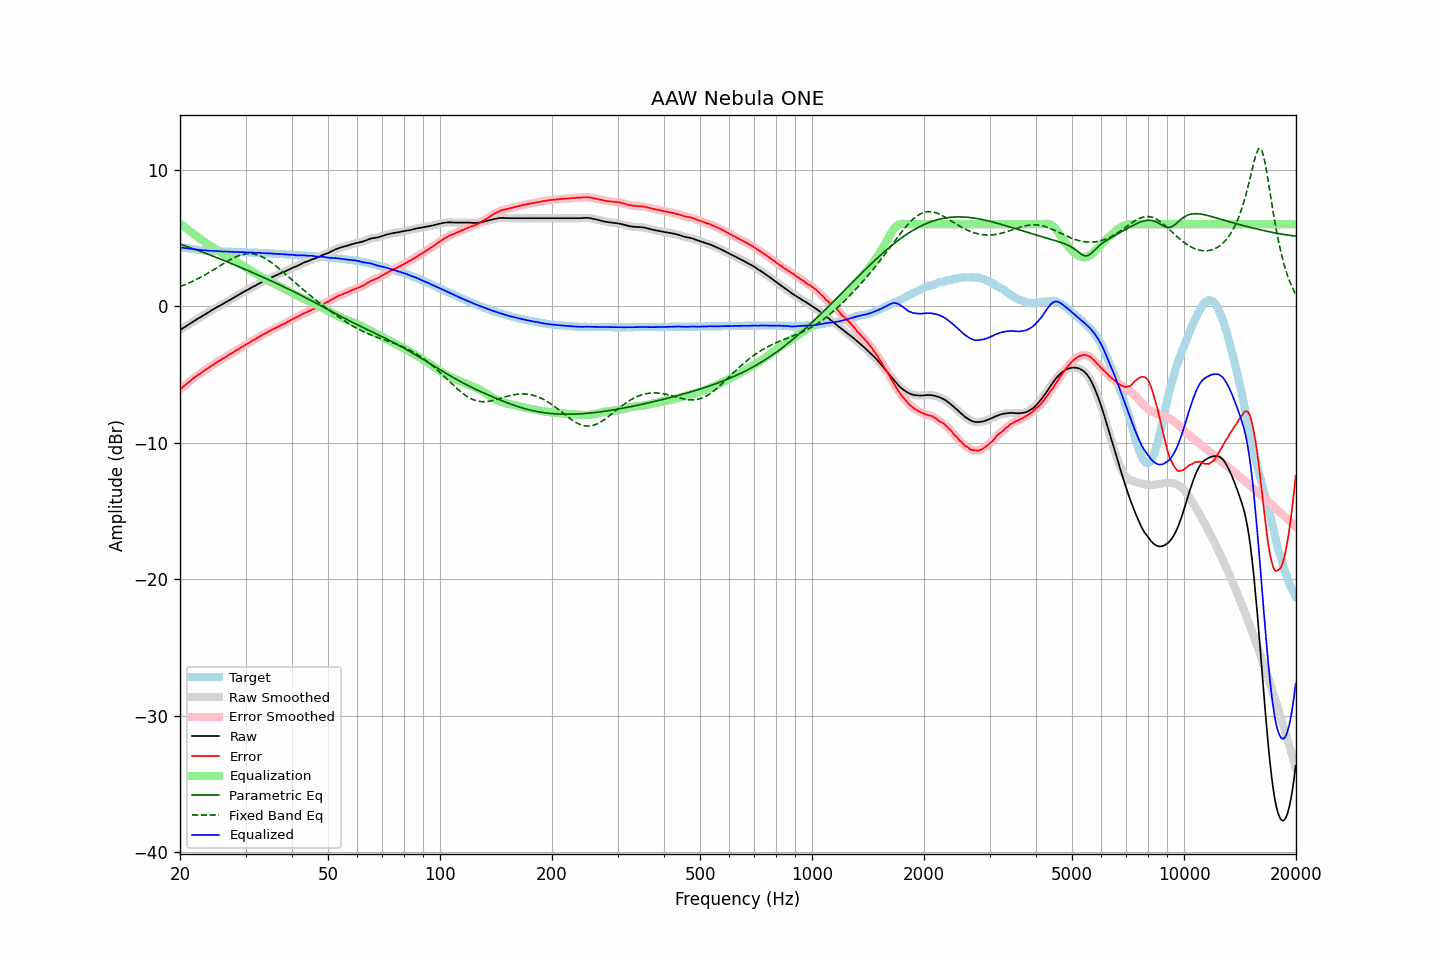 AAW Nebula ONE
10
0
−10
−20
−30
−40
Amplitude (dBr)
Target
Raw Smoothed
Error Smoothed
Raw
Error
Equalization
Parametric Eq
Fixed Band Eq
Equalized
20 50 100 200 500 1000 2000 5000 10000 20000
Frequency (Hz)